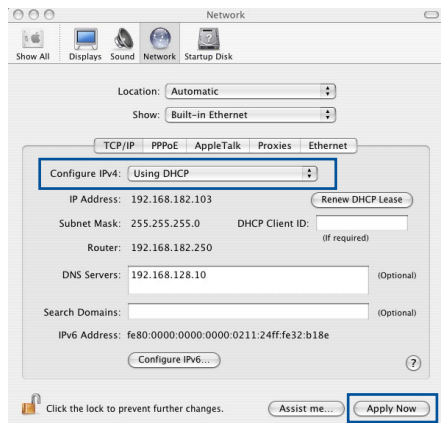 Network
Show All Displays Sound Network Startup Disk
Location: Automatic
Show: Built-in Ethernet
TCP/IP PPPoE AppleTalk Proxies Ethernet
Configure IPv4: Using DHCP
IP Address: 192.168.182.103 Renew DHCP Lease
Subnet Mask: 255.255.255.0 DHCP Client ID:
(If required)
Router: 192.168.182.250
DNS Servers: 192.168.128.10 (Optional)
Search Domains: (Optional)
IPv6 Address: fe80:0000:0000:0000:0211:24ff:fe32:b18e
Configure IPv6... ?
Click the lock to prevent further changes. Assist me... Apply Now